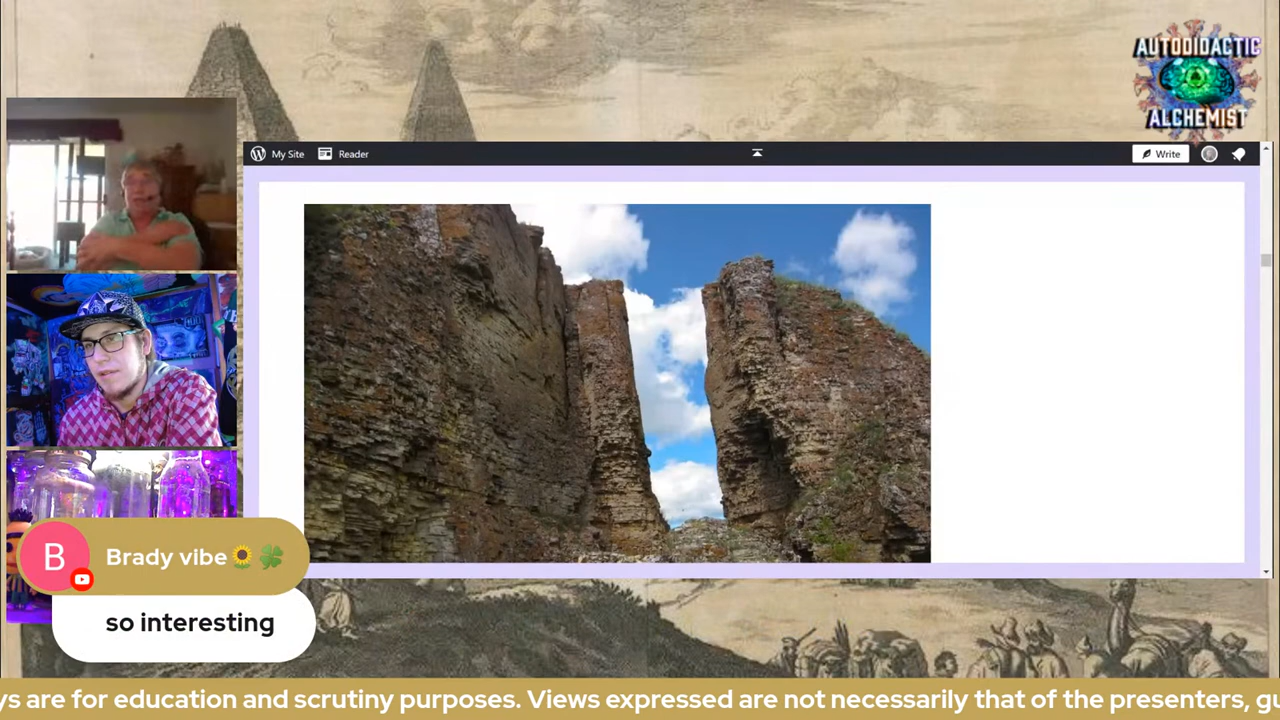 AUTODIDACTIC
ALCHEMIST
My Site
Reader
Write
B
Brady vibe🌻🍀
so interesting
ys are for education and scrutiny purposes. Views expressed are not necessarily that of the presenters, gu